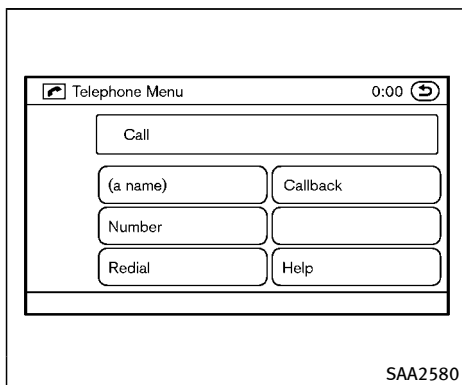 Telephone Menu 0:00
Call
(a name) Callback
Number
Redial Help
SAA2580